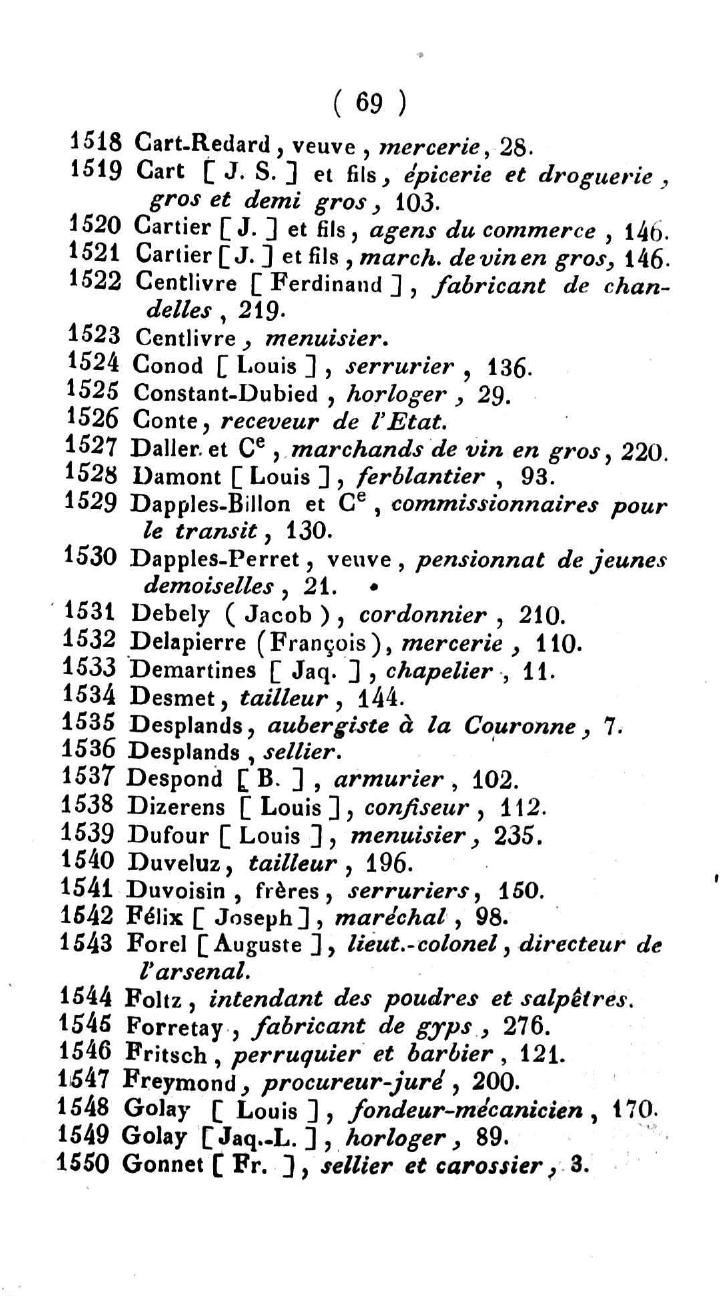 ( 69 )
1518 Cart-Redard, veuve, mercerie, 28.
1519 Cart [ J. S. ] et fils, épicerie et droguerie,
gros et demi gros, 103.
1520 Cartier [ J. ] et fils, agens du commerce, 146.
1521 Cartier [ J. ] et fils, march. de vin en gros, 146.
1522 Centlivre [ Ferdinand ], fabricant de chan-
delles, 219.
1523 Centlivre, menuisier.
1524 Conod [ Louis ], serrurier, 136.
1525 Constant-Dubied, horloger, 29.
1526 Conte, receveur de l'Etat.
1527 Daller. et Ce, marchands de vin en gros, 220.
1528 Damont [ Louis ], ferblantier, 93.
1529 Dapples-Billon et Ce, commissionnaires pour
le transit, 130.
1530 Dapples-Perret, veuve, pensionnat de jeunes
demoiselles, 21.
1531 Debely ( Jacob ), cordonnier, 210.
1532 Delapierre (François), mercerie, 110.
1533 Demartines [ Jaq. ], chapelier, 11.
1534 Desmet, tailleur, 144.
1535 Desplands, aubergiste à la Couronne, 7.
1536 Desplands, sellier.
1537 Despond [ B. ], armurier, 102.
1538 Dizerens [ Louis ], confiseur, 112.
1539 Dufour [ Louis ], menuisier, 235.
1540 Duveluz, tailleur, 196.
1541 Duvoisin, frères, serruriers, 150.
1542 Félix [ Joseph ], maréchal, 98.
1543 Forel [ Auguste ], lieut.-colonel, directeur de
l'arsenal.
1544 Foltz, intendant des poudres et salpêtres.
1545 Forretay, fabricant de gyps, 276.
1546 Fritsch, perruquier et barbier, 121.
1547 Freymond, procureur-juré, 200.
1548 Golay [ Louis ], fondeur-mécanicien, 170.
1549 Golay [ Jaq.-L. ], horloger, 89.
1550 Gonnet [ Fr. ], sellier et carossier, 3.